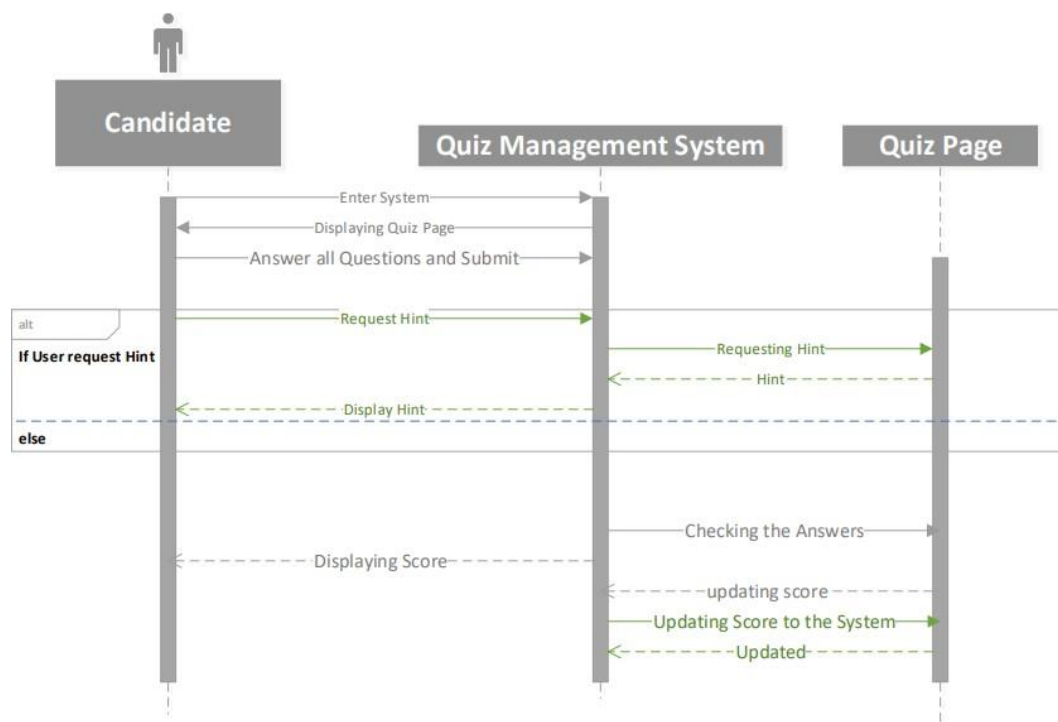 Candidate
Quiz Management System
Quiz Page
Enter System
Displaying Quiz Page
Answer all Questions and Submit
alt
Request Hint
If User request Hint
Requesting Hint
Hint
Display Hint
else
Checking the Answers
Displaying Score
updating score
Updating Score to the System
Updated